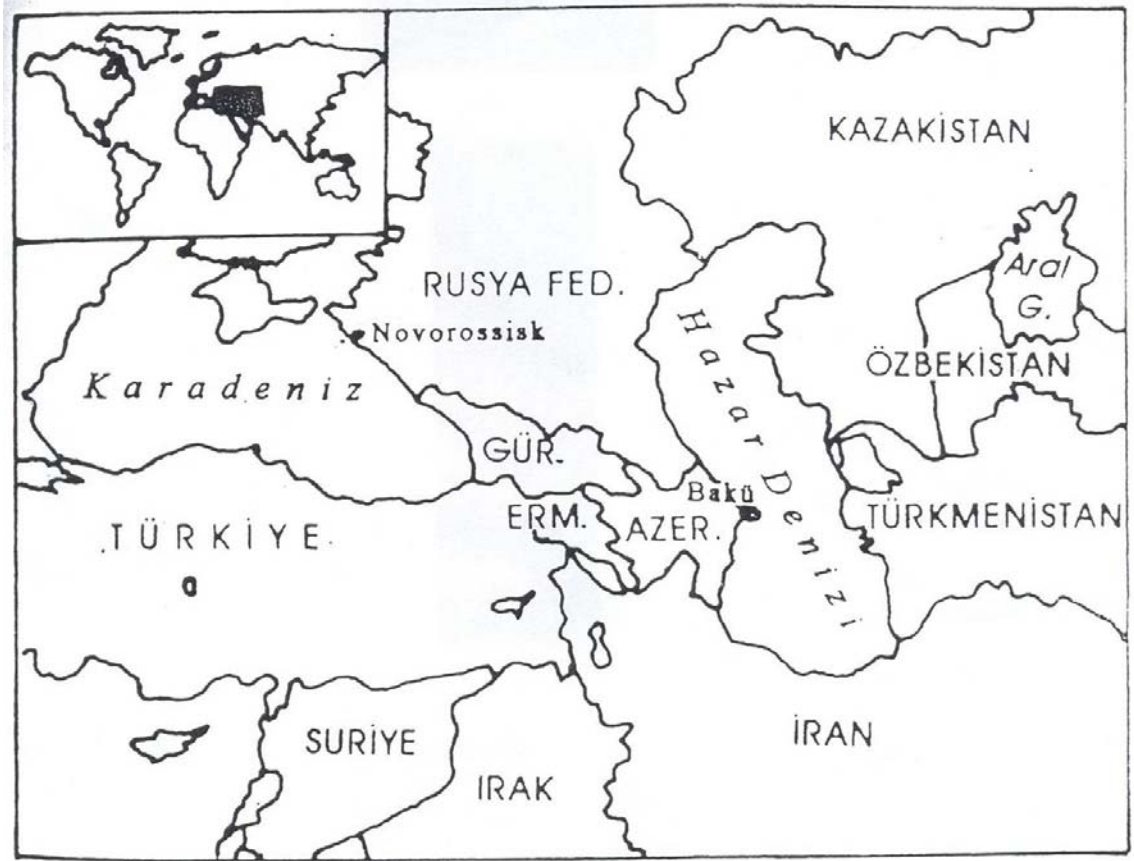 KAZAKİSTAN
Aral
G.
RUSYA FED.
Novorossisk
Hazar Denizi
ÖZBEKİSTAN
Karadeniz
GÜR.
Bakü
ERM.
AZER.
TÜRKMENİSTAN
TÜRKİYE
SURİYE
IRAK
İRAN